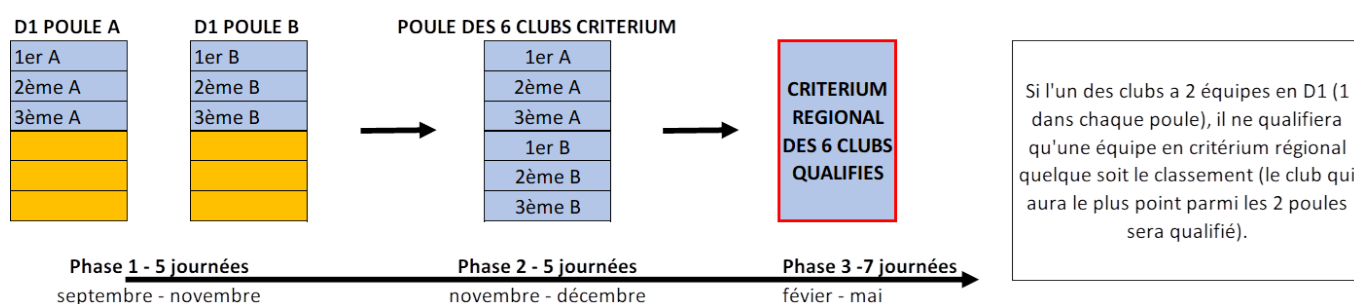 D1 POULE A
D1 POULE B
POULE DES 6 CLUBS CRITERIUM
1er A
2ème A
3ème A
1er B
2ème B
3ème B
1er A
2ème A
3ème A
1er B
2ème B
3ème B
CRITERIUM
REGIONAL
DES 6 CLUBS
QUALIFIES
Si l'un des clubs a 2 équipes en D1 (1
dans chaque poule), il ne qualifiera
qu'une équipe en critérium régional
quelque soit le classement (le club qui
aura le plus point parmi les 2 poules
sera qualifié).
Phase 1 - 5 journées
septembre - novembre
Phase 2 - 5 journées
novembre - décembre
Phase 3 -7 journées
févier - mai